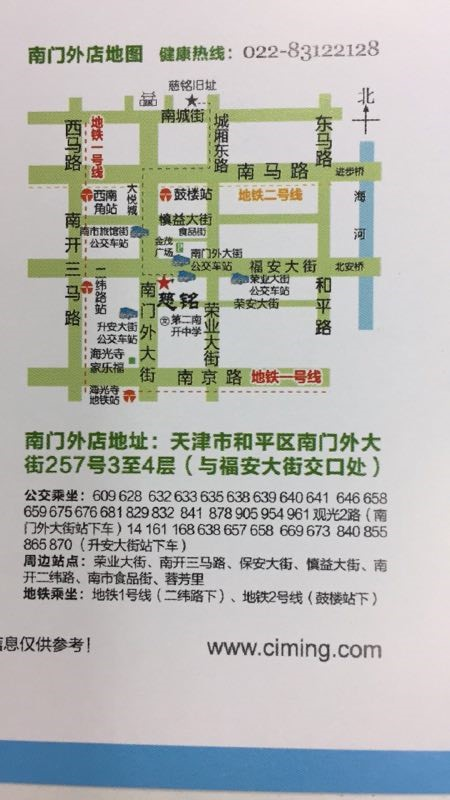 南门外店地图 健康热线：022-83122128
慈铭旧址
北
南城街
城厢东路
东马路
西马路
地铁一号线
南马路
进步桥
西南角站
大悦城
鼓楼站
地铁二号线
海河
慎益大街
食品街
南市旅馆街公交车站
金茂广场
南门外大街公交车站
福安大街
北安桥
南开三马路
二纬路站
慈铭
荣业大街公交车站
荣安大街
和平路
南门外大街
荣业大街
第二南开中学
升安大街公交车站
海光寺家乐福
南京路
地铁一号线
海光寺地铁站
南门外店地址：天津市和平区南门外大
街257号3至4层（与福安大街交口处）
公交乘坐：609 628 632 633 635 638 639 640 641 646 658
659 675 676 681 829 832 841 878 905 954 961 观光2路（南
门外大街站下车）14 161 168 638 657 658 669 673 840 855
865 870 （升安大街站下车）
周边站点：荣业大街、南开三马路、保安大街、慎益大街、南
开二纬路、南市食品街、蓉芳里
地铁乘坐：地铁1号线（二纬路下）、地铁2号线（鼓楼站下）
息仅供参考！
www.ciming.com